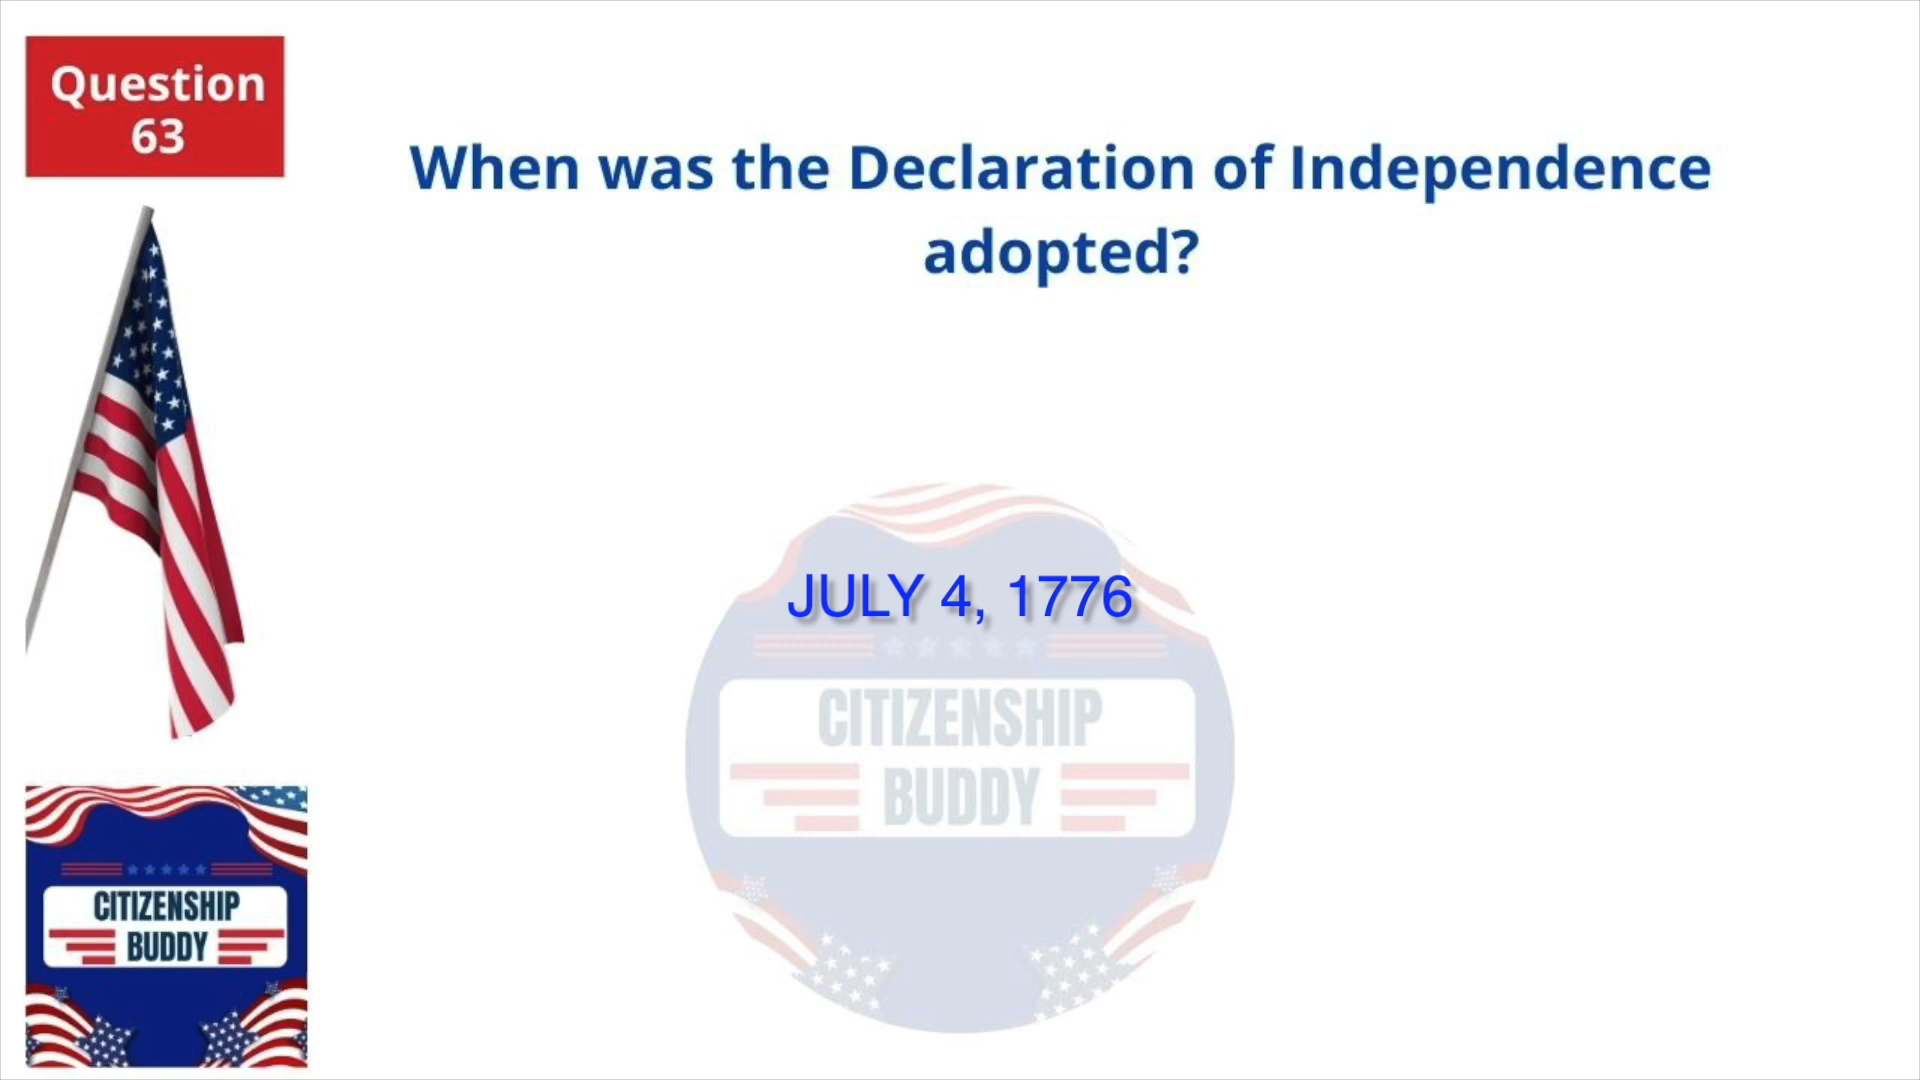 Question
63
When was the Declaration of Independence
adopted?
JULY 4, 1776
CITIZENSHIP
BUDDY
CITIZENSHIP
BUDDY